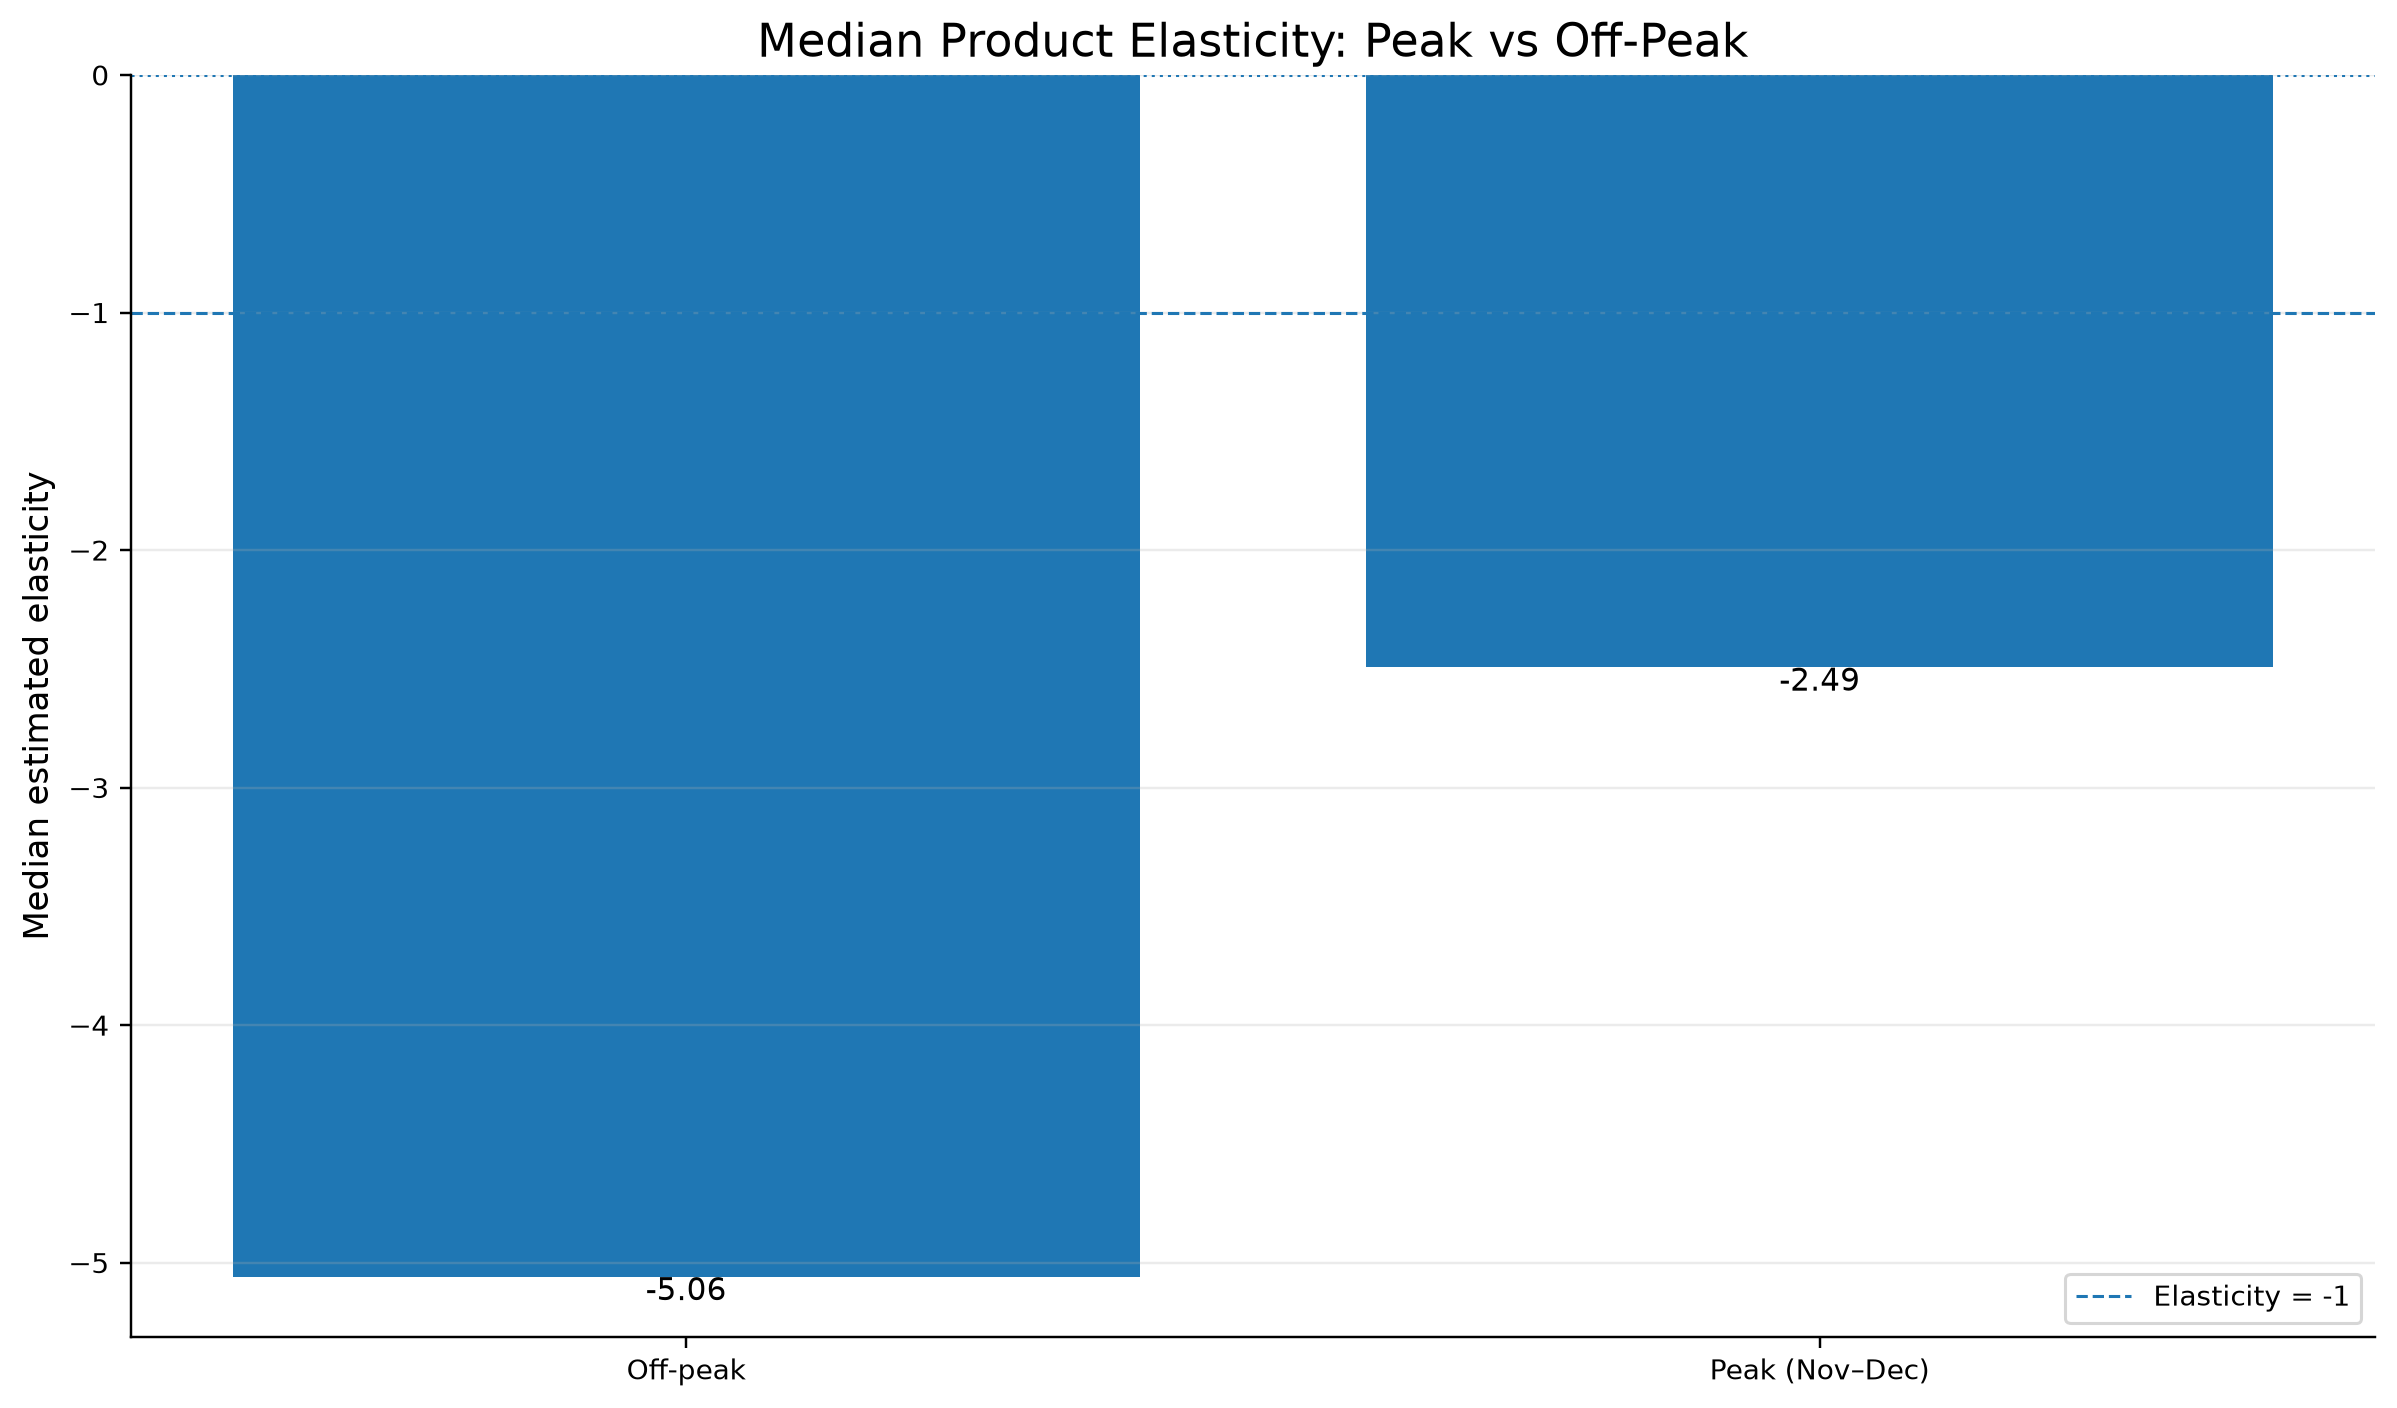 Median Product Elasticity: Peak vs Off-Peak
Median estimated elasticity
0
−1
−2
−3
−4
−5
-5.06
-2.49
Elasticity = -1
Off-peak
Peak (Nov–Dec)